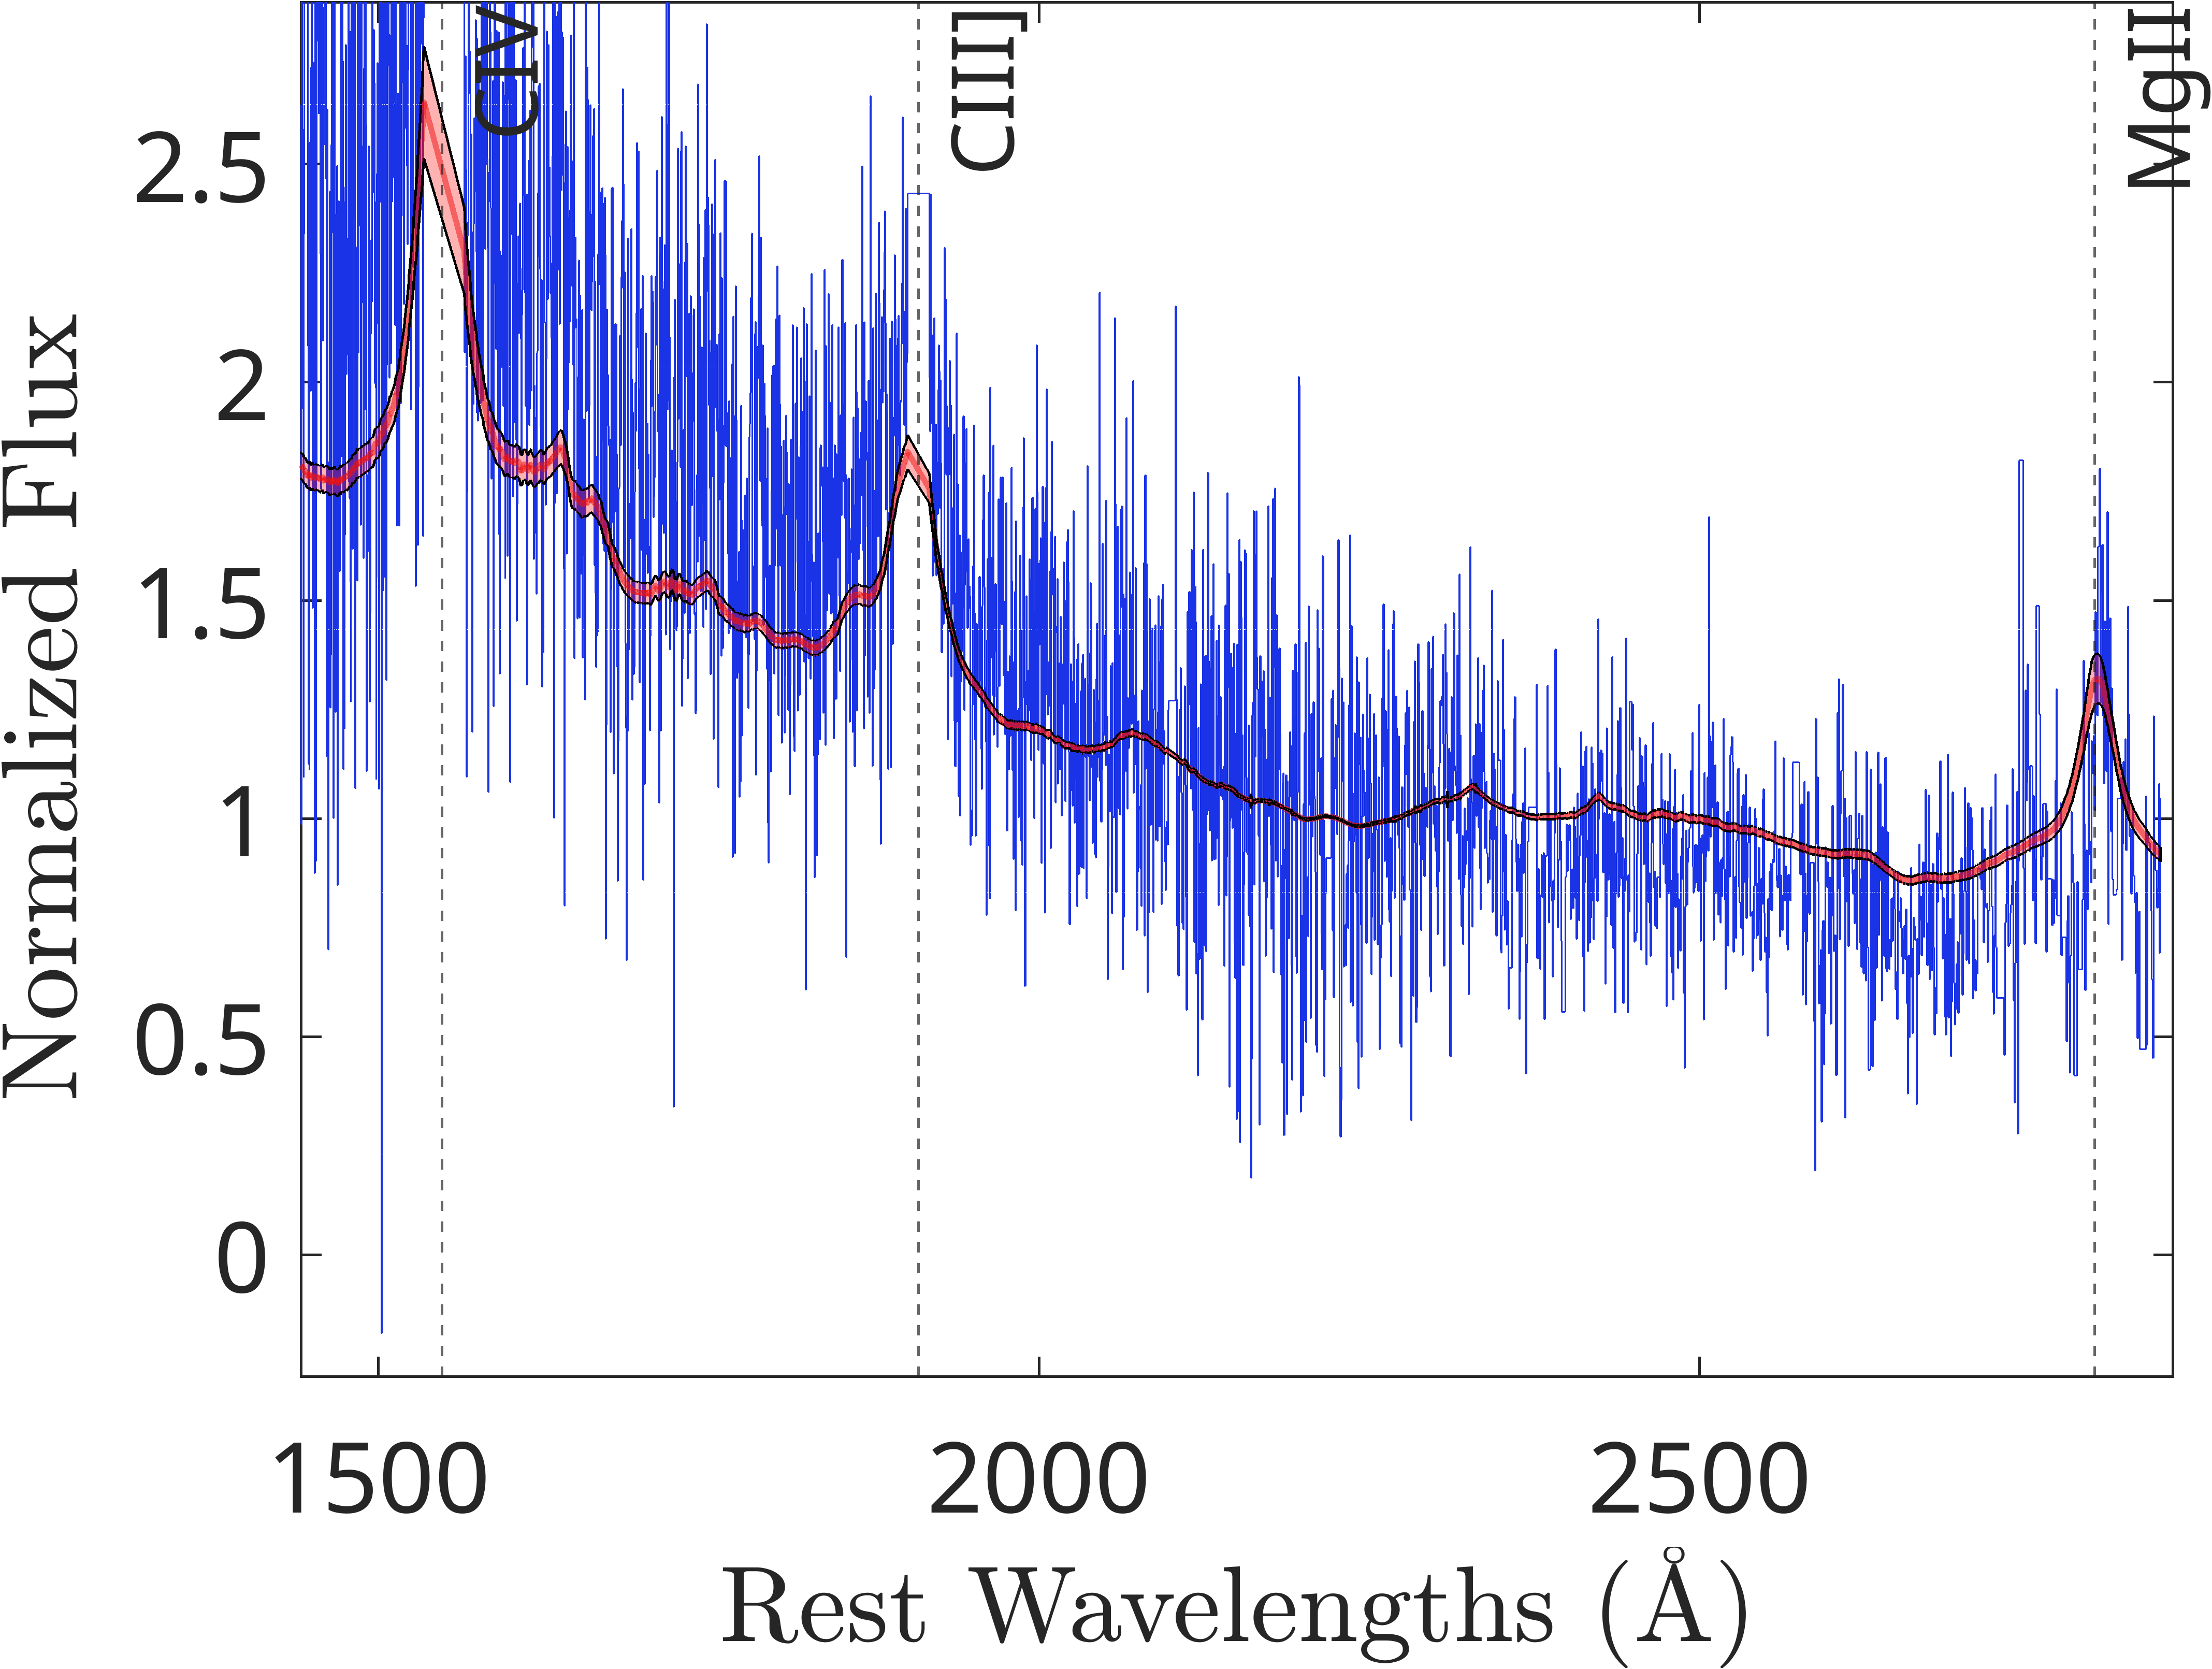 CIV
CIII]
MgII
Normalized Flux
2.5
2
1.5
1
0.5
0
1500
2000
2500
Rest Wavelengths (Å)